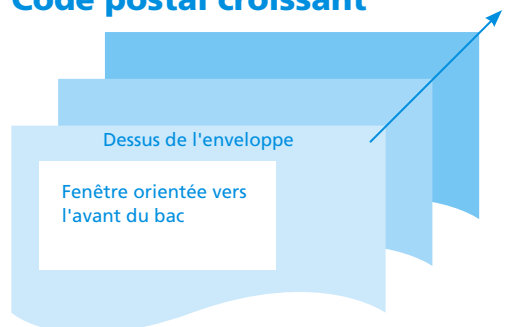 Code postal croissant
Dessus de l'enveloppe
Fenêtre orientée vers
l'avant du bac